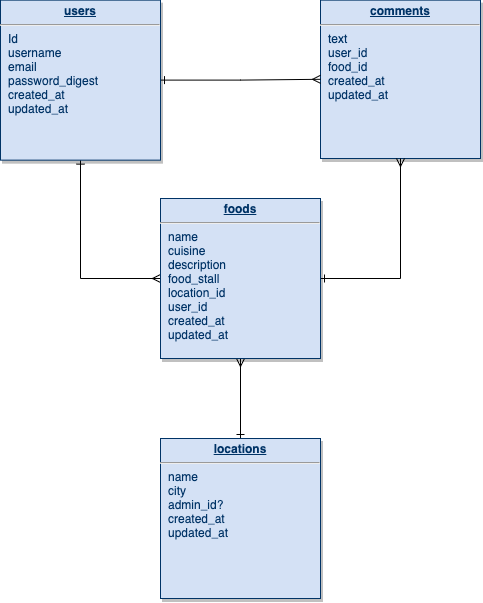 users
Id
username
email
password_digest
created_at
updated_at
comments
text
user_id
food_id
created_at
updated_at
foods
name
cuisine
description
food_stall
location_id
user_id
created_at
updated_at
locations
name
city
admin_id?
created_at
updated_at